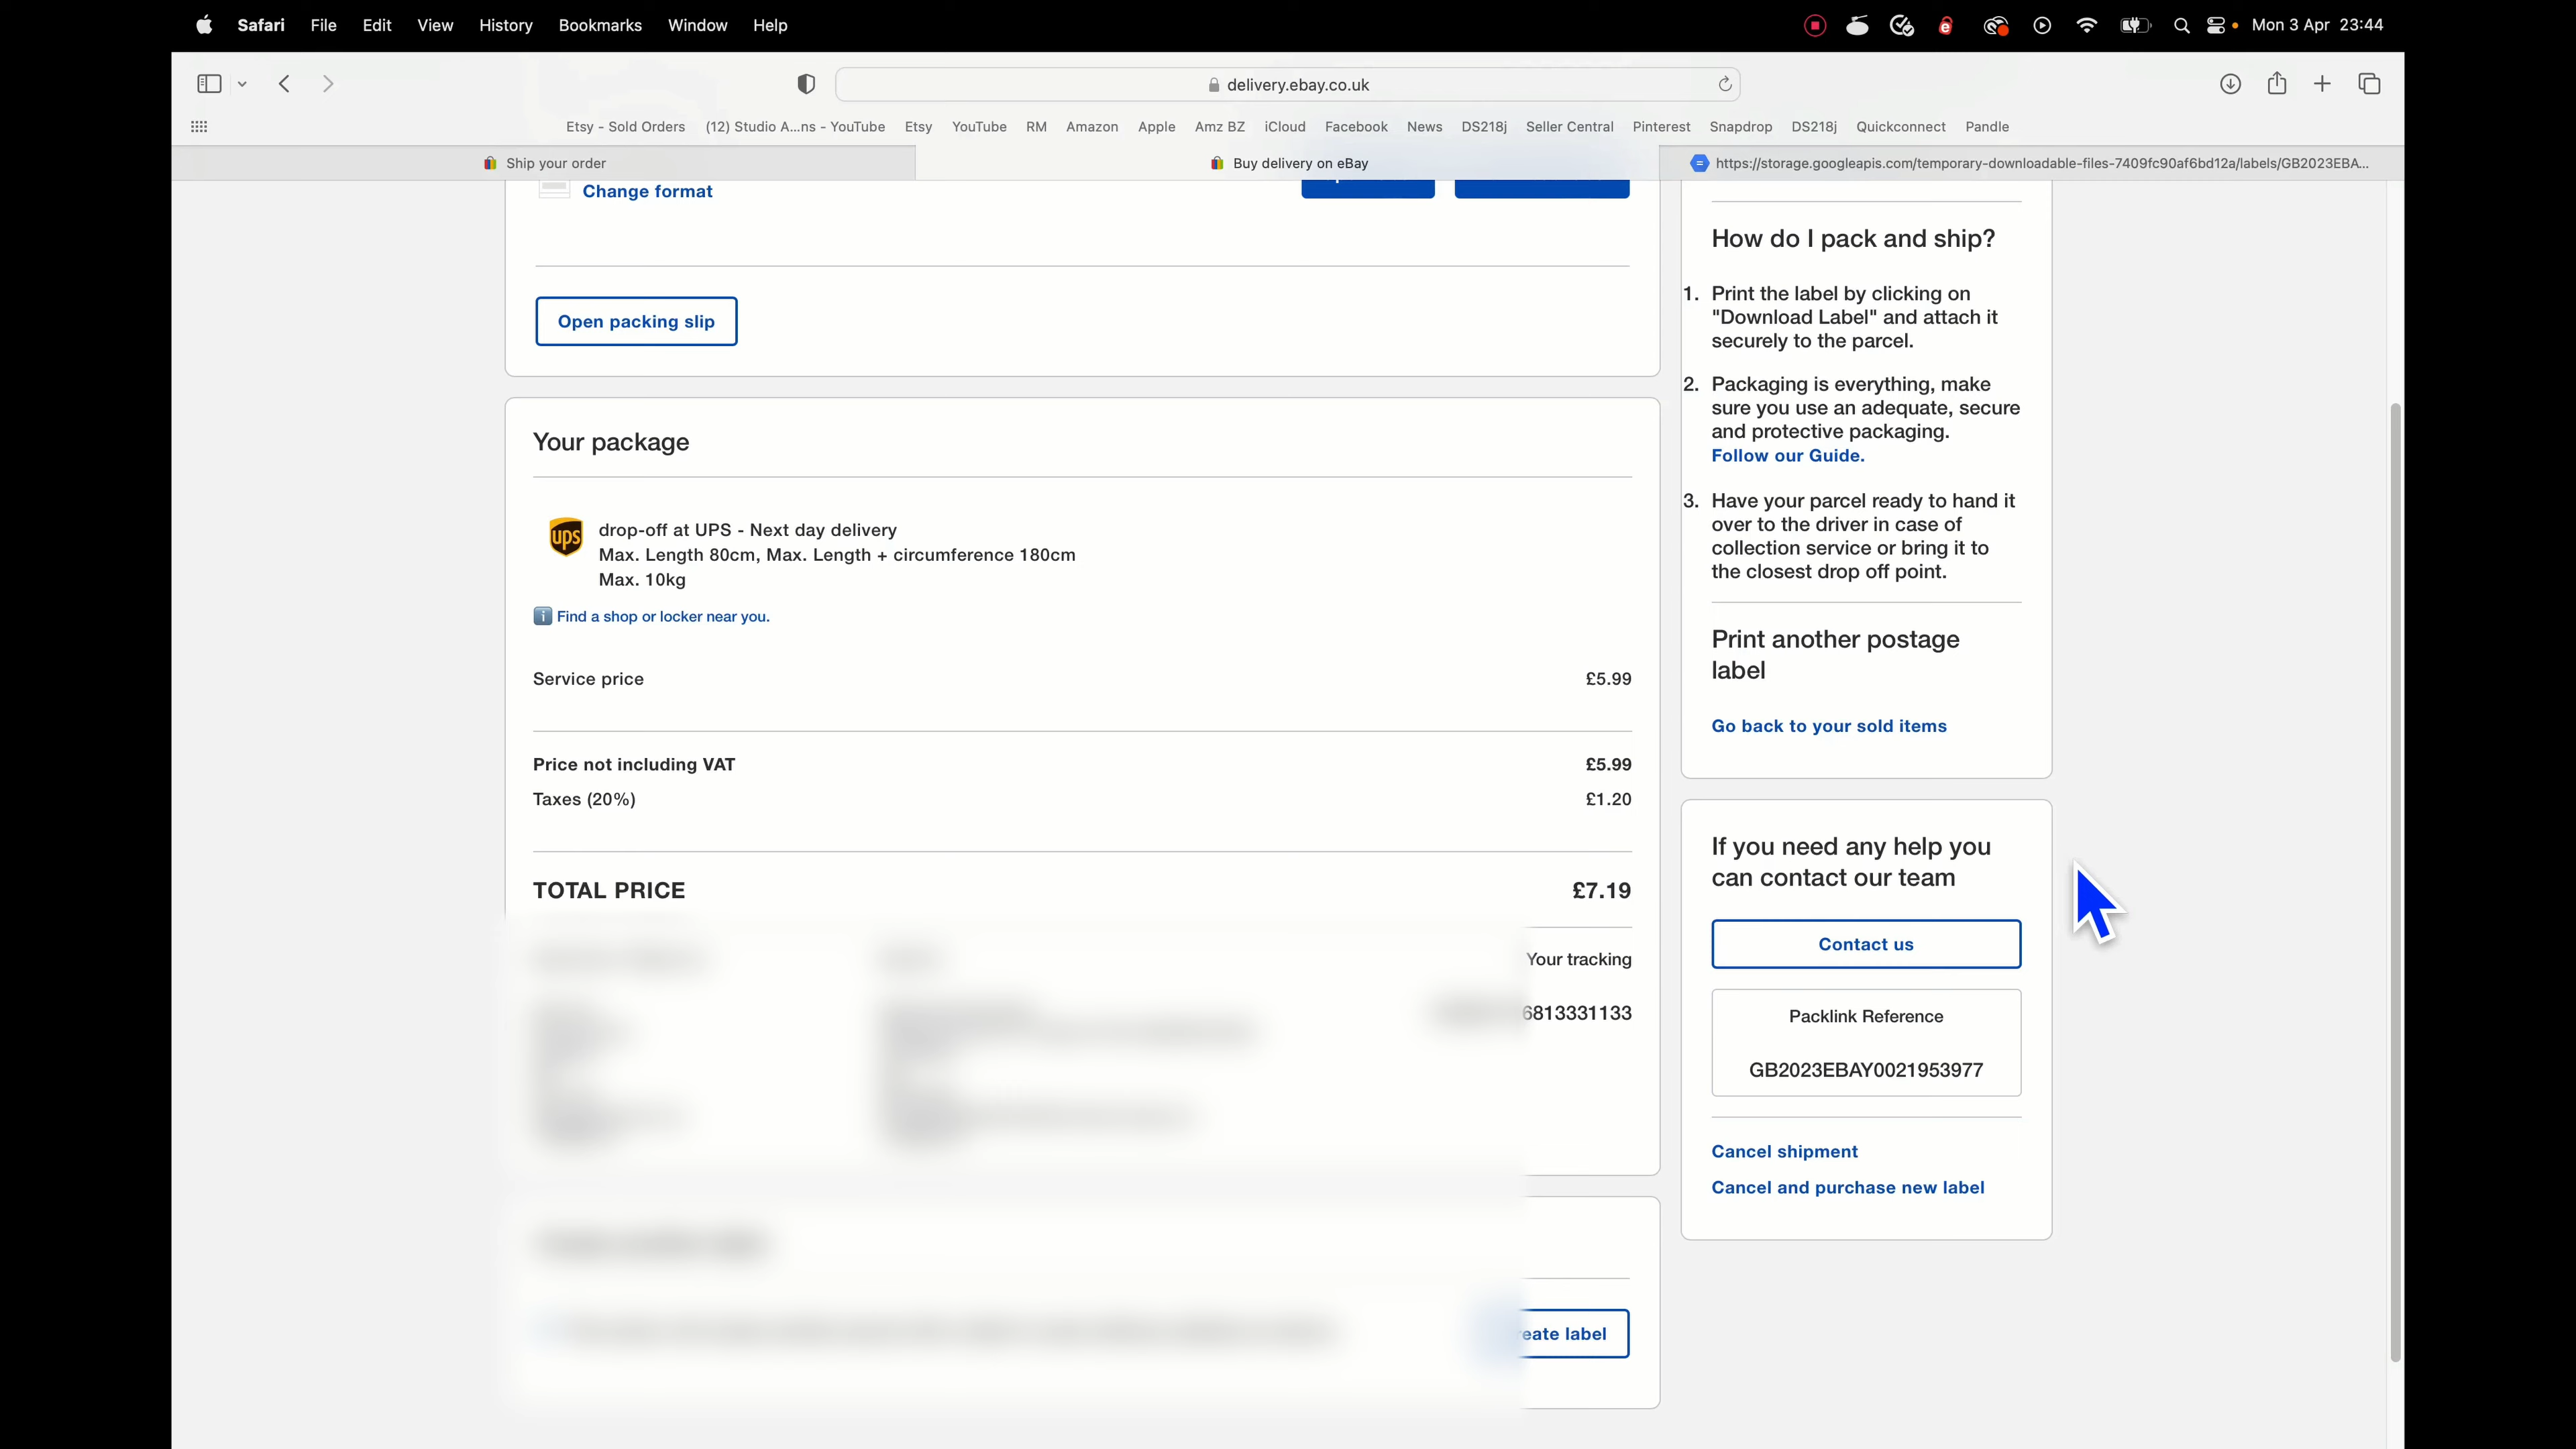 Safari File Edit View History Bookmarks Window Help
Mon 3 Apr 23:44
delivery.ebay.co.uk
Etsy - Sold Orders (12) Studio A...ns - YouTube Etsy YouTube RM Amazon Apple Amz BZ iCloud Facebook News DS218j Seller Central Pinterest Snapdrop DS218j Quickconnect Pandle
Ship your order
Buy delivery on eBay
https://storage.googleapis.com/temporary-downloadable-files-7409fc90af6bd12a/labels/GB2023EBA...
Change format
Open packing slip
Your package
ups
drop-off at UPS - Next day delivery
Max. Length 80cm, Max. Length + circumference 180cm
Max. 10kg
Find a shop or locker near you.
Service price £5.99
Price not including VAT £5.99
Taxes (20%) £1.20
TOTAL PRICE £7.19
Your tracking
6813331133
eate label
How do I pack and ship?
1. Print the label by clicking on
"Download Label" and attach it
securely to the parcel.
2. Packaging is everything, make
sure you use an adequate, secure
and protective packaging.
Follow our Guide.
3. Have your parcel ready to hand it
over to the driver in case of
collection service or bring it to
the closest drop off point.
Print another postage
label
Go back to your sold items
If you need any help you
can contact our team
Contact us
Packlink Reference
GB2023EBAY0021953977
Cancel shipment
Cancel and purchase new label